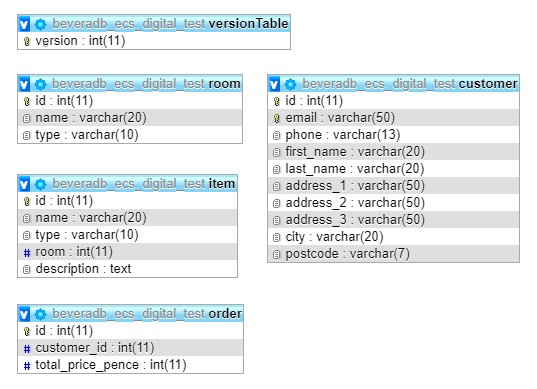 beveradb_ecs_digital_test versionTable
version : int(11)
beveradb_ecs_digital_test room
id : int(11)
name : varchar(20)
type : varchar(10)
beveradb_ecs_digital_test item
id : int(11)
name : varchar(20)
type : varchar(10)
# room : int(11)
description : text
beveradb_ecs_digital_test order
id : int(11)
# customer_id : int(11)
# total_price_pence : int(11)
beveradb_ecs_digital_test customer
id : int(11)
email : varchar(50)
phone : varchar(13)
first_name : varchar(20)
last_name : varchar(20)
address_1 : varchar(50)
address_2 : varchar(50)
address_3 : varchar(50)
city : varchar(20)
postcode : varchar(7)